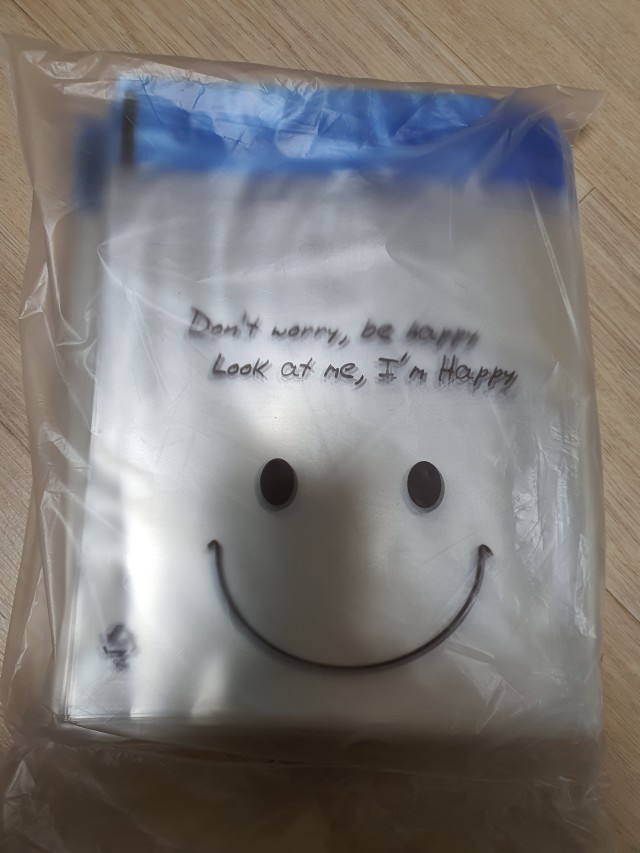 Don't worry, be happy
Look at me, I'm Happy